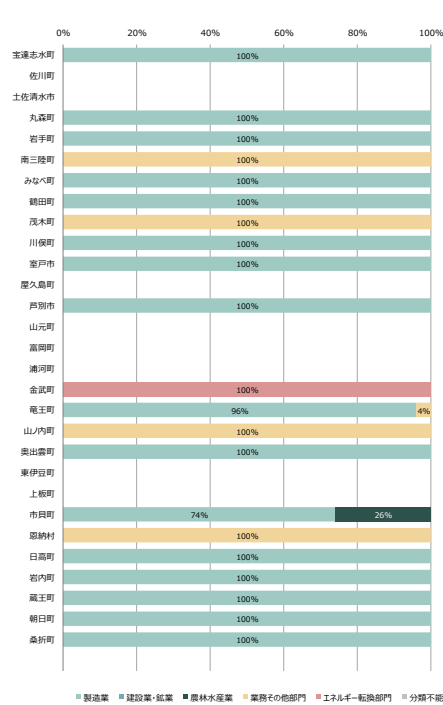 0% 20% 40% 60% 80% 100%
宝達志水町 100%
佐川町
土佐清水市
丸森町 100%
岩手町 100%
南三陸町 100%
みなべ町 100%
鶴田町 100%
茂木町 100%
川俣町 100%
室戸市 100%
屋久島町
芦別市 100%
山元町
富岡町
浦河町
金武町 100%
竜王町 96% 4%
山ノ内町 100%
奥出雲町 100%
東伊豆町
上板町
市貝町 74% 26%
恩納村 100%
日高町 100%
岩内町 100%
蔵王町 100%
朝日町 100%
桑折町 100%
製造業 建設業・鉱業 農林水産業 業務その他部門 エネルギー転換部門 分類不能